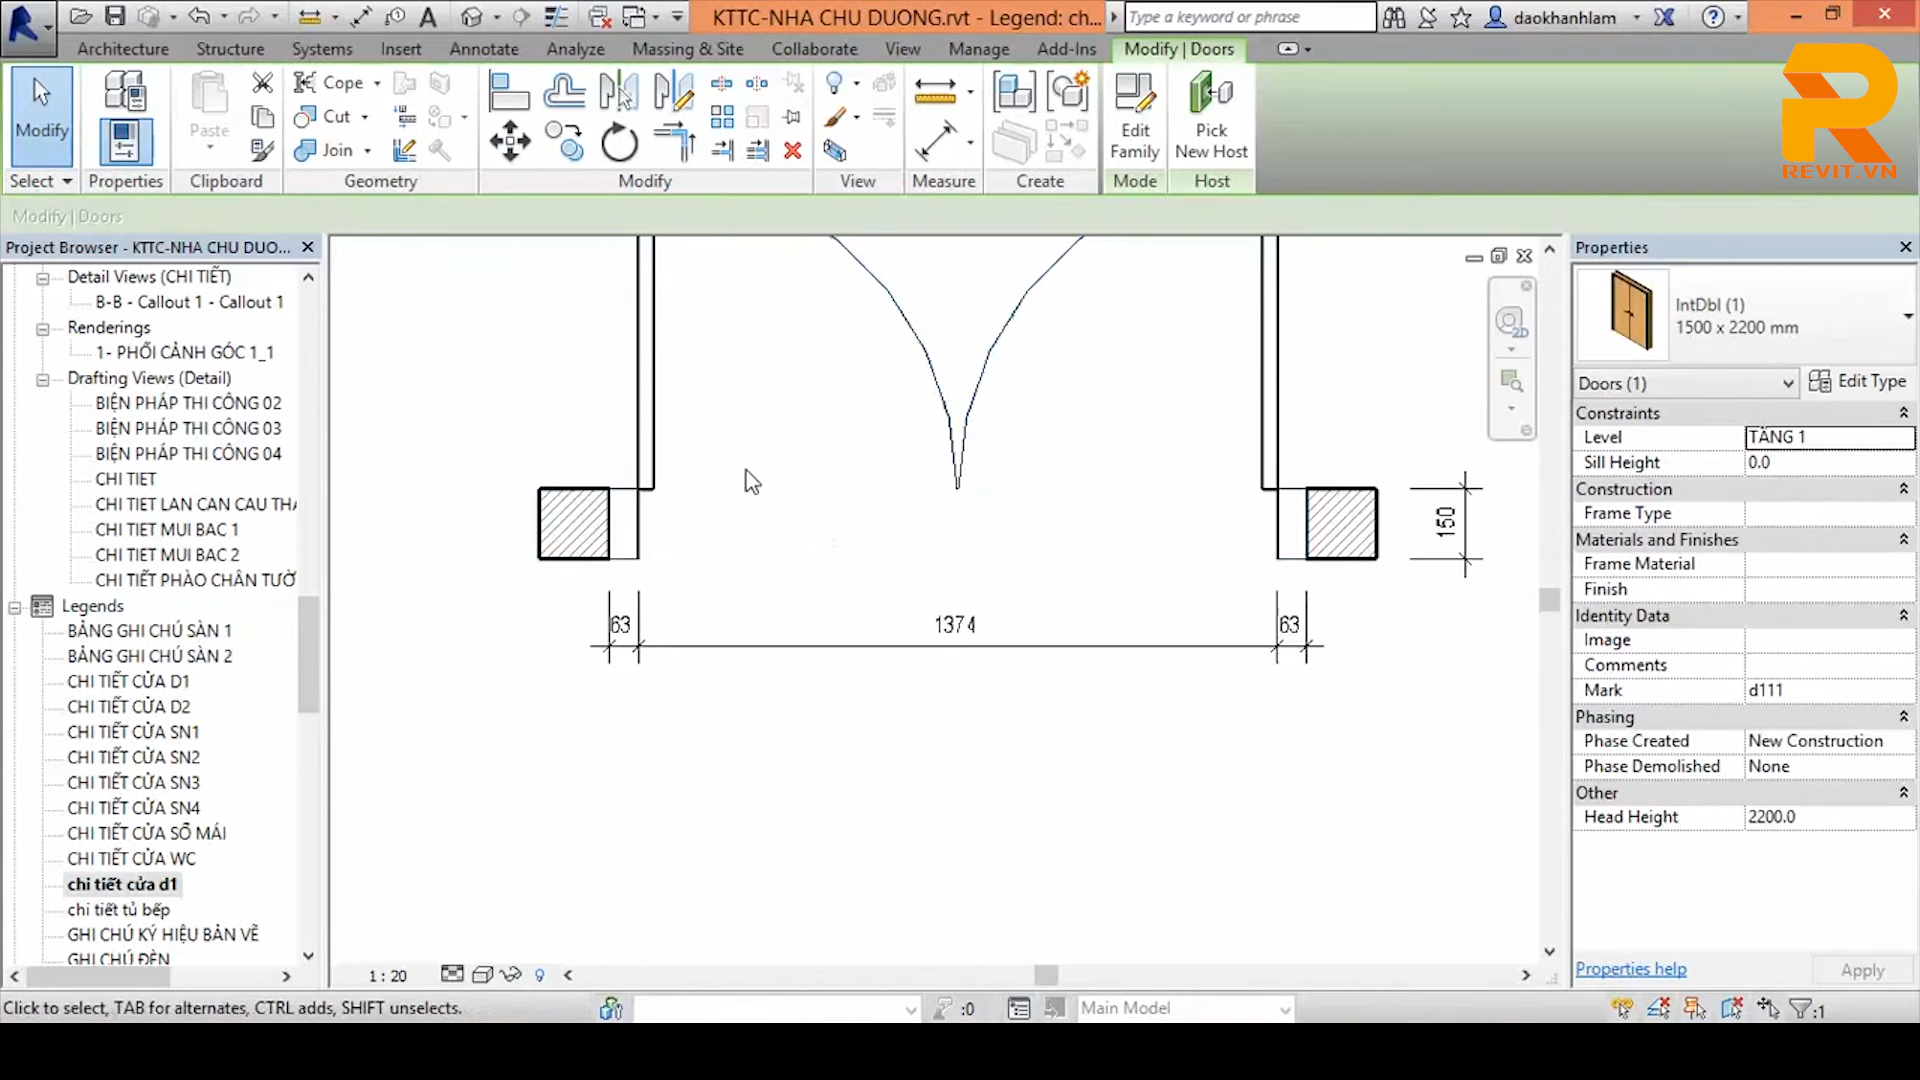 KTTC-NHA CHU DUONG.rvt - Legend: ch...
Type a keyword or phrase
daokhanhlam
Architecture
Structure
Systems
Insert
Annotate
Analyze
Massing & Site
Collaborate
View
Manage
Add-Ins
Modify | Doors
Modify
Paste
Cope
Cut
Join
Edit Family
Pick New Host
Select
Properties
Clipboard
Geometry
Modify
View
Measure
Create
Mode
Host
REVIT.VN
Modify | Doors
Project Browser - KTTC-NHA CHU DUO...
Detail Views (CHI TIẾT)
B-B - Callout 1 - Callout 1
Renderings
1- PHỐI CẢNH GÓC 1_1
Drafting Views (Detail)
BIỆN PHÁP THI CÔNG 02
BIỆN PHÁP THI CÔNG 03
BIỆN PHÁP THI CÔNG 04
CHI TIET
CHI TIET LAN CAN CAU THA
CHI TIET MUI BAC 1
CHI TIET MUI BAC 2
CHI TIẾT PHÀO CHÂN TƯỜ
Legends
BẢNG GHI CHÚ SÀN 1
BẢNG GHI CHÚ SÀN 2
CHI TIẾT CỬA D1
CHI TIẾT CỬA D2
CHI TIẾT CỬA SN1
CHI TIẾT CỬA SN2
CHI TIẾT CỬA SN3
CHI TIẾT CỬA SN4
CHI TIẾT CỬA SỔ MÁI
CHI TIẾT CỬA WC
chi tiết cửa d1
chi tiết tủ bếp
GHI CHÚ KÝ HIỆU BẢN VẼ
GHI CHÚ ĐÈN
2D
150
63
1374
63
1 : 20
Properties
IntDbl (1)
1500 x 2200 mm
Doors (1)
Edit Type
Constraints
Level TẦNG 1
Sill Height 0.0
Construction
Frame Type
Materials and Finishes
Frame Material
Finish
Identity Data
Image
Comments
Mark d111
Phasing
Phase Created New Construction
Phase Demolished None
Other
Head Height 2200.0
Properties help
Apply
Click to select, TAB for alternates, CTRL adds, SHIFT unselects.
:0
Main Model
:1